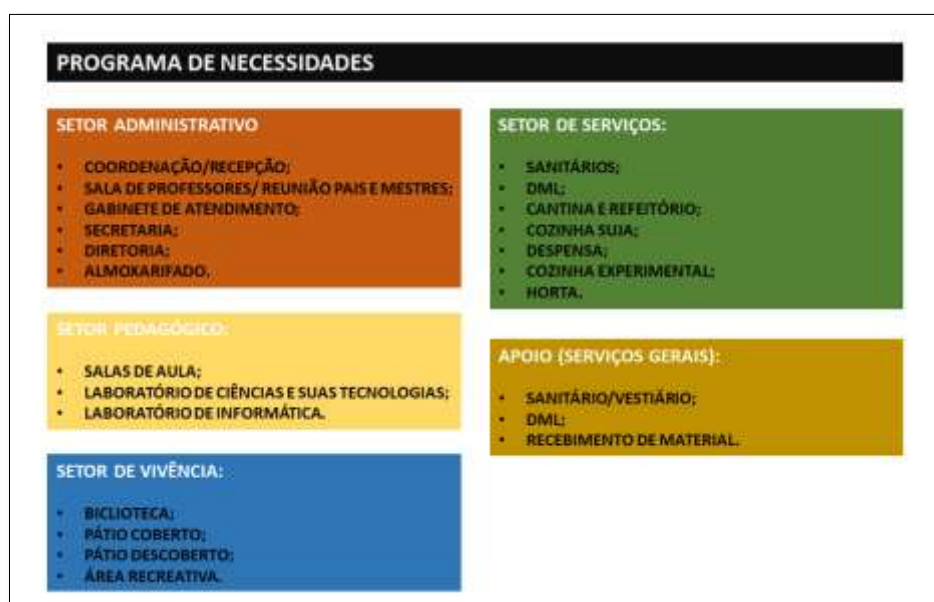 PROGRAMA DE NECESSIDADES
SETOR ADMINISTRATIVO
• COORDENAÇÃO/RECEPÇÃO;
• SALA DE PROFESSORES/ REUNIÃO PAIS E MESTRES;
• GABINETE DE ATENDIMENTO;
• SECRETARIA;
• DIRETORIA;
• ALMOXARIFADO.
SETOR PEDAGÓGICO:
• SALAS DE AULA;
• LABORATÓRIO DE CIÊNCIAS E SUAS TECNOLOGIAS;
• LABORATÓRIO DE INFORMÁTICA.
SETOR DE VIVÊNCIA:
• BICLIOTECA;
• PÁTIO COBERTO;
• PÁTIO DESCOBERTO;
• ÁREA RECREATIVA.
SETOR DE SERVIÇOS:
• SANITÁRIOS;
• DML;
• CANTINA E REFEITÓRIO;
• COZINHA SUJA;
• DESPENSA;
• COZINHA EXPERIMENTAL;
• HORTA.
APOIO (SERVIÇOS GERAIS):
• SANITÁRIO/VESTIÁRIO;
• DML;
• RECEBIMENTO DE MATERIAL.